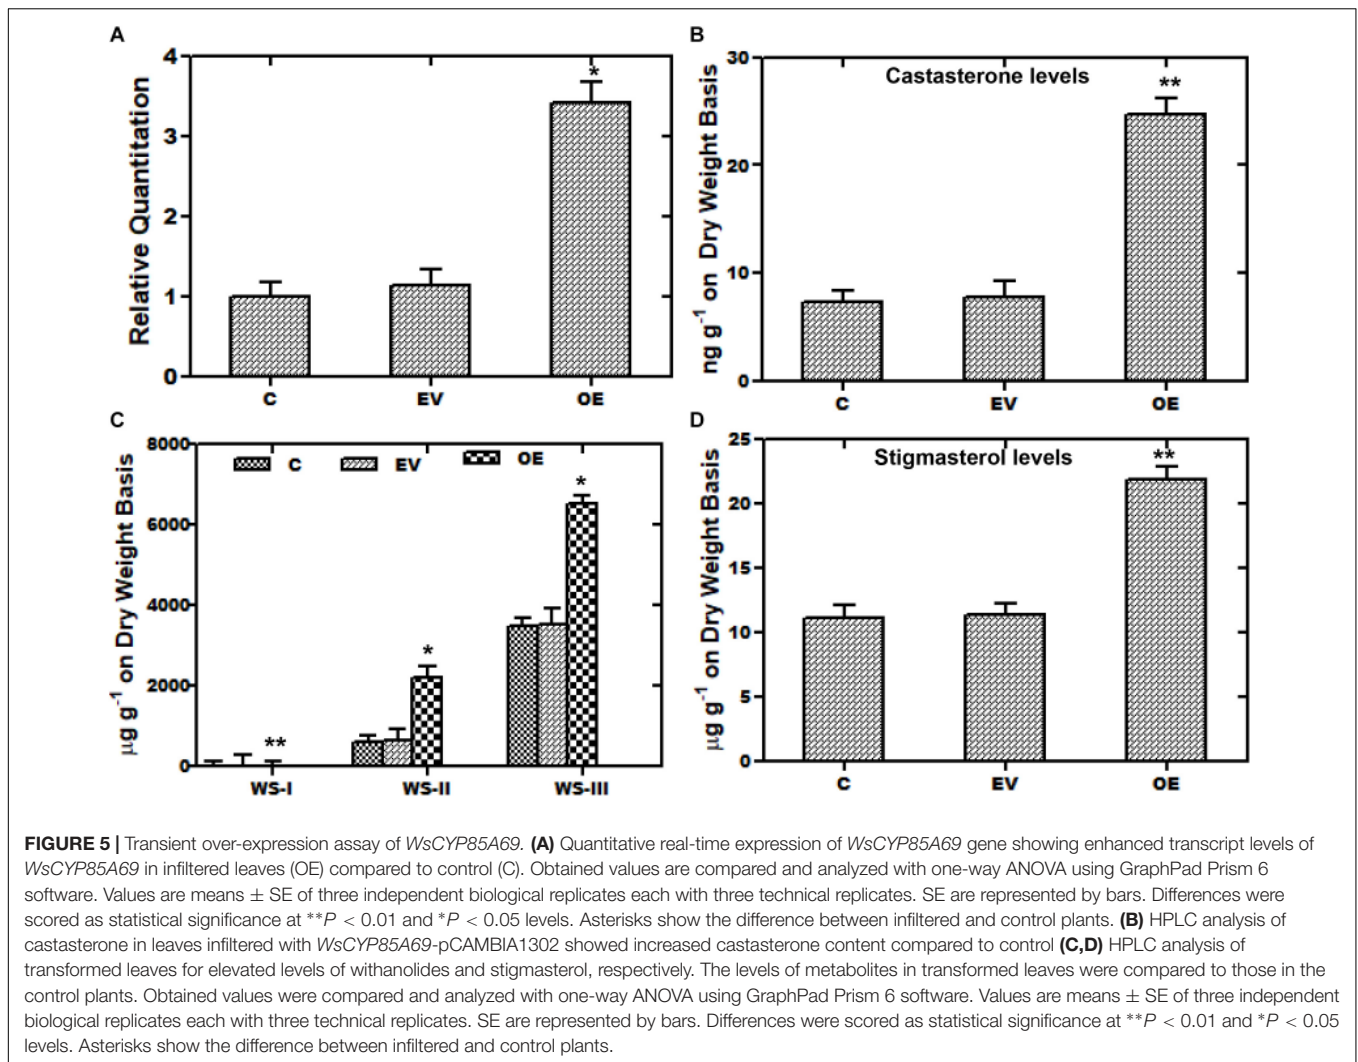 A
Relative Quantitation
4
3
2
1
0
*
C EV OE
B
Castasterone levels
ng g⁻¹ on Dry Weight Basis
30
20
10
0
**
C EV OE
C
μg g⁻¹ on Dry Weight Basis
8000
6000
4000
2000
0
C EV OE
**
*
*
WS-I WS-II WS-III
D
Stigmasterol levels
μg g⁻¹ on Dry Weight Basis
25
20
15
10
5
0
**
C EV OE
FIGURE 5 | Transient over-expression assay of WsCYP85A69. (A) Quantitative real-time expression of WsCYP85A69 gene showing enhanced transcript levels of
WsCYP85A69 in infiltered leaves (OE) compared to control (C). Obtained values are compared and analyzed with one-way ANOVA using GraphPad Prism 6
software. Values are means ± SE of three independent biological replicates each with three technical replicates. SE are represented by bars. Differences were
scored as statistical significance at **P < 0.01 and *P < 0.05 levels. Asterisks show the difference between infiltered and control plants. (B) HPLC analysis of
castasterone in leaves infiltered with WsCYP85A69-pCAMBIA1302 showed increased castasterone content compared to control (C,D) HPLC analysis of
transformed leaves for elevated levels of withanolides and stigmasterol, respectively. The levels of metabolites in transformed leaves were compared to those in the
control plants. Obtained values were compared and analyzed with one-way ANOVA using GraphPad Prism 6 software. Values are means ± SE of three independent
biological replicates each with three technical replicates. SE are represented by bars. Differences were scored as statistical significance at **P < 0.01 and *P < 0.05
levels. Asterisks show the difference between infiltered and control plants.